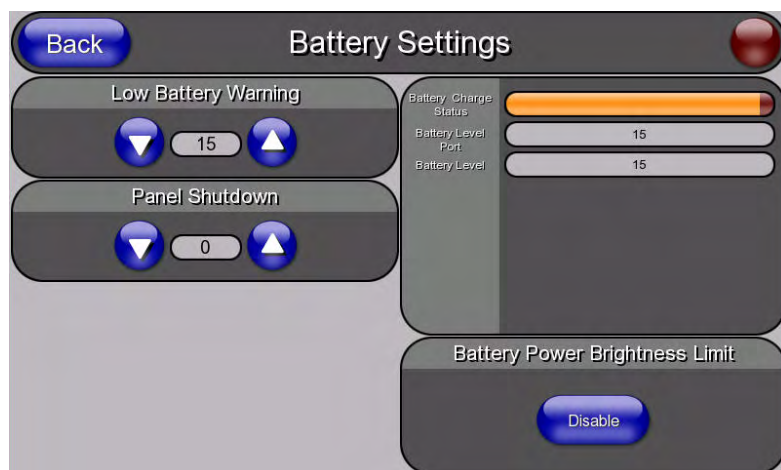 Back
Battery Settings
Low Battery Warning
15
Panel Shutdown
0
Battery Charge
Status
Battery Level
Port
15
Battery Level
15
Battery Power Brightness Limit
Disable